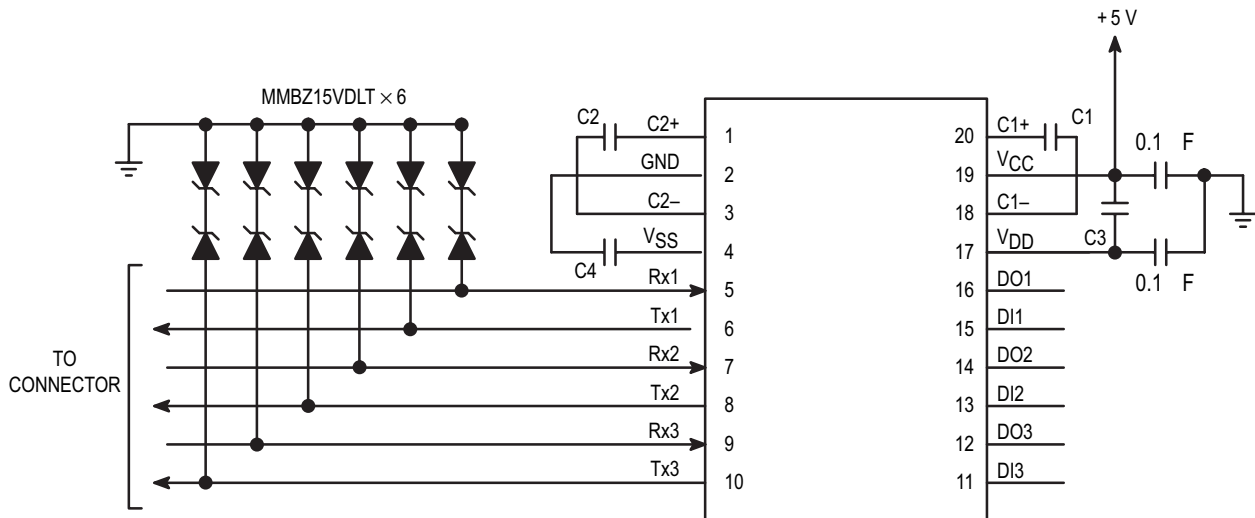 + 5 V
MMBZ15VDLT × 6
C2 C2+ 1 20 C1+ C1
GND 2 19 VCC 0.1 F
C2– 3 18 C1–
VSS 4 17 VDD C3
C4 0.1 F
Rx1 5 16 DO1
Tx1 6 15 DI1
TO
CONNECTOR
Rx2 7 14 DO2
Tx2 8 13 DI2
Rx3 9 12 DO3
Tx3 10 11 DI3